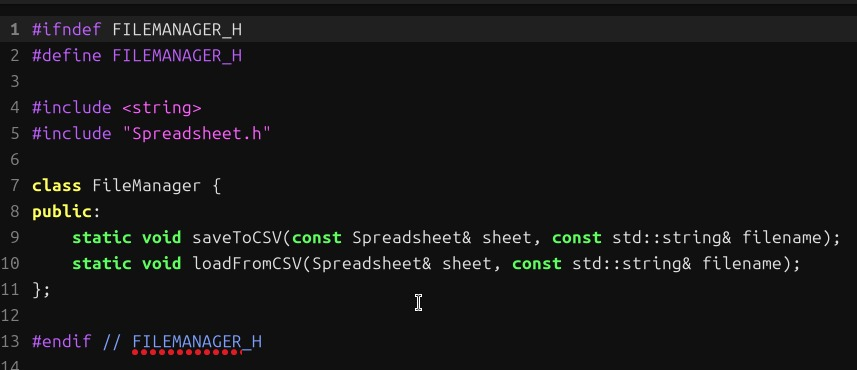 1 #ifndef FILEMANAGER_H
2 #define FILEMANAGER_H
3
4 #include <string>
5 #include "Spreadsheet.h"
6
7 class FileManager {
8 public:
9     static void saveToCSV(const Spreadsheet& sheet, const std::string& filename);
10     static void loadFromCSV(Spreadsheet& sheet, const std::string& filename);
11 };
12
13 #endif // FILEMANAGER_H
14